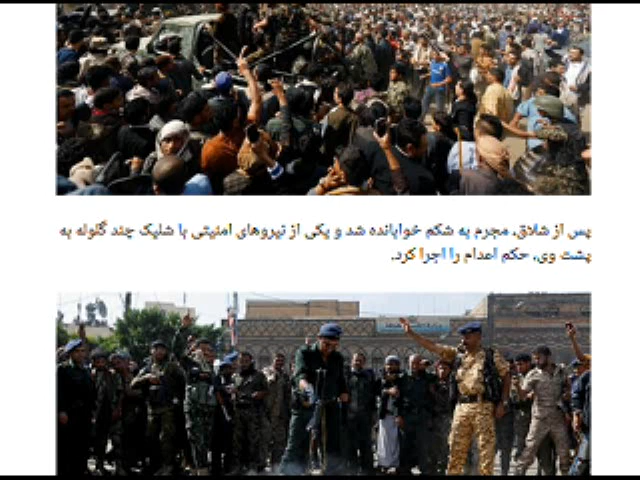 پس از شلاق، مجرم به شکم خوابانده شد و یکی از نیروهای امنیتی با شلیک چند گلوله به
پشت وی، حکم اعدام را اجرا کرد.